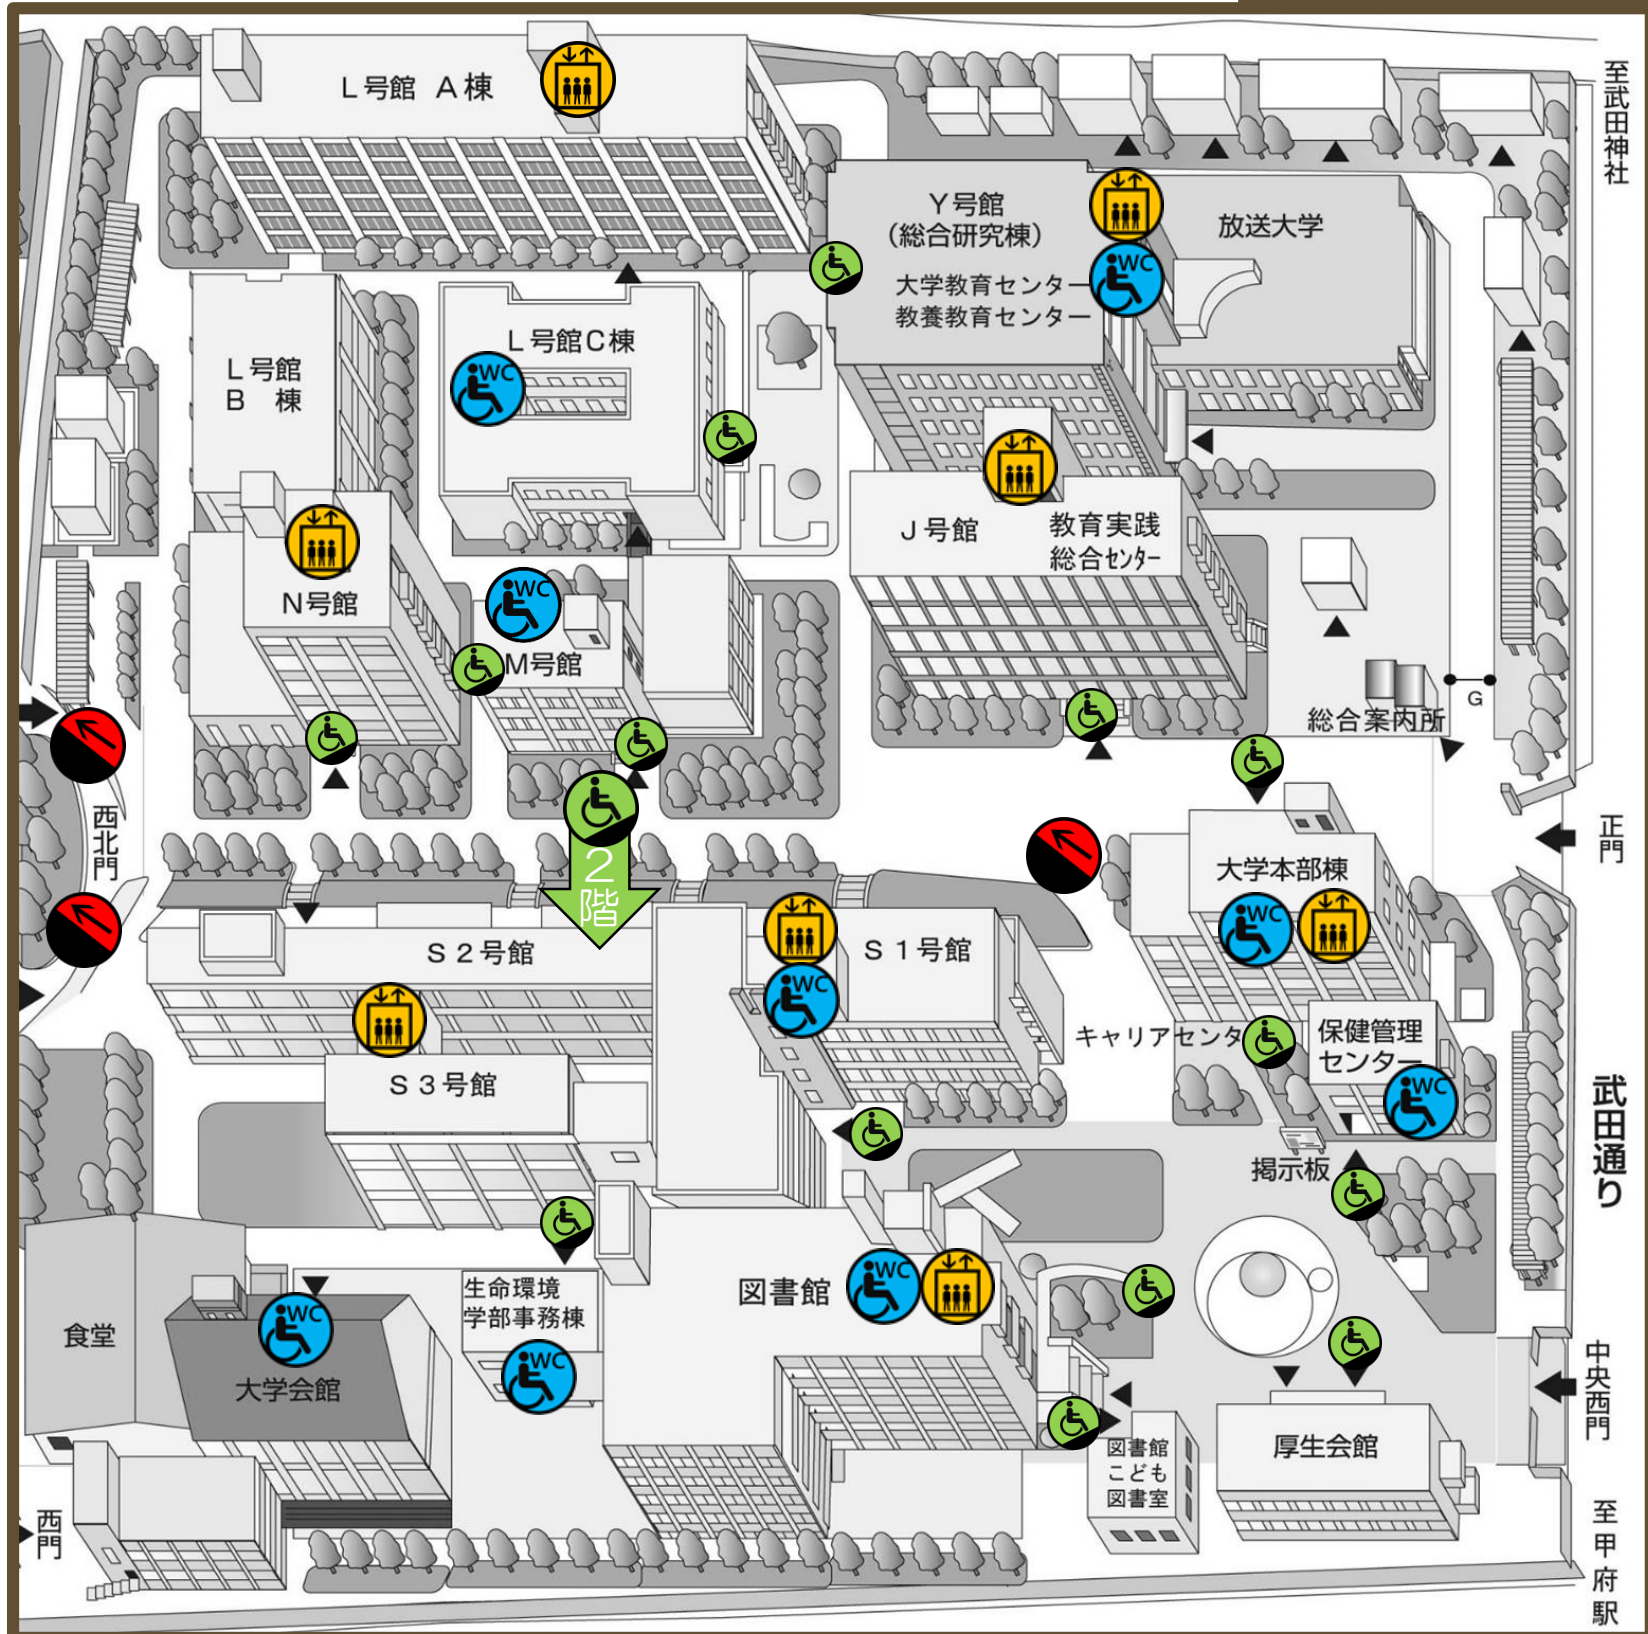 L号館 A棟
至武田神社
Y号館
(総合研究棟)
大学教育センター
教養教育センター
WC
放送大学
L号館
B 棟
L号館C棟
WC
J号館
教育実践
総合センター
N号館
WC
M号館
総合案内所
G
西北門
2
階
大学本部棟
WC
正門
S2号館
S1号館
WC
キャリアセンタ
保健管理
センター
WC
S3号館
掲示板
武田通り
生命環境
学部事務棟
WC
図書館
WC
食堂
WC
大学会館
中央西門
図書館
こども
図書室
厚生会館
西門
至甲府駅